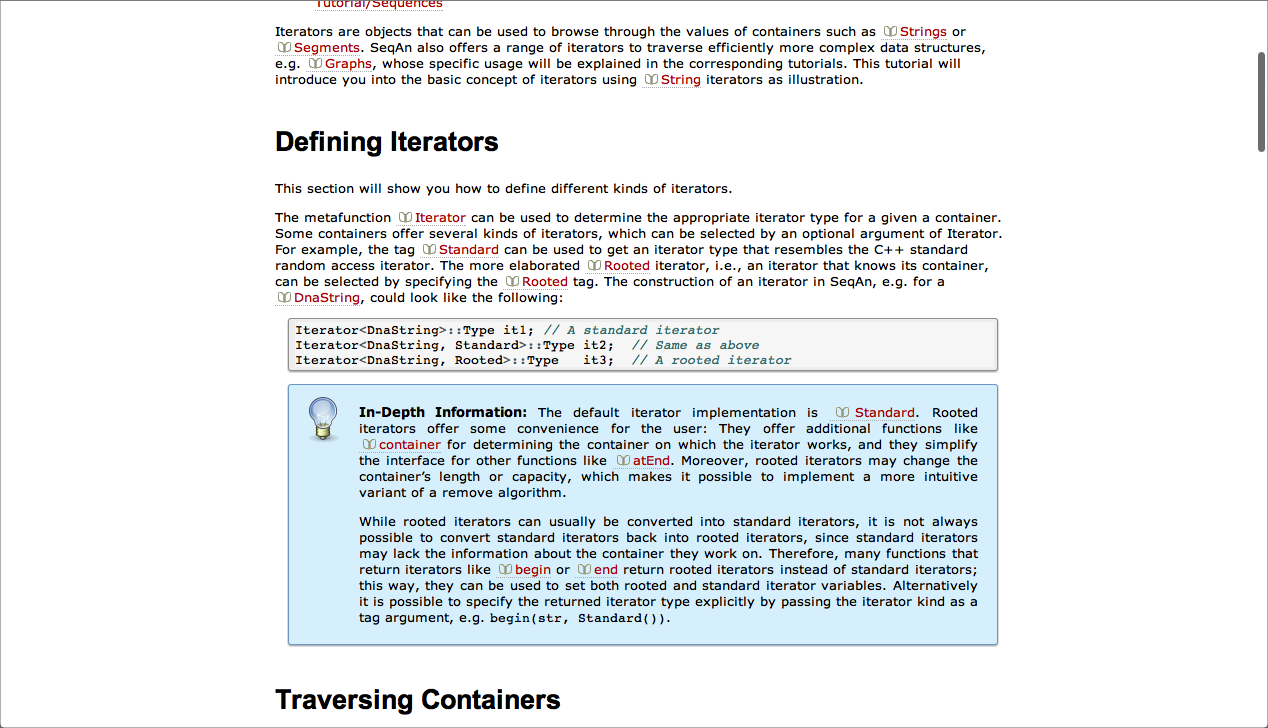 Tutorial/Sequences
Iterators are objects that can be used to browse through the values of containers such as Strings or
Segments. SeqAn also offers a range of iterators to traverse efficiently more complex data structures,
e.g. Graphs, whose specific usage will be explained in the corresponding tutorials. This tutorial will
introduce you into the basic concept of iterators using String iterators as illustration.
Defining Iterators
This section will show you how to define different kinds of iterators.
The metafunction Iterator can be used to determine the appropriate iterator type for a given a container.
Some containers offer several kinds of iterators, which can be selected by an optional argument of Iterator.
For example, the tag Standard can be used to get an iterator type that resembles the C++ standard
random access iterator. The more elaborated Rooted iterator, i.e., an iterator that knows its container,
can be selected by specifying the Rooted tag. The construction of an iterator in SeqAn, e.g. for a
DnaString, could look like the following:
Iterator<DnaString>::Type it1; // A standard iterator
Iterator<DnaString, Standard>::Type it2;  // Same as above
Iterator<DnaString, Rooted>::Type   it3;  // A rooted iterator
In-Depth Information: The default iterator implementation is Standard. Rooted
iterators offer some convenience for the user: They offer additional functions like
container for determining the container on which the iterator works, and they simplify
the interface for other functions like atEnd. Moreover, rooted iterators may change the
container’s length or capacity, which makes it possible to implement a more intuitive
variant of a remove algorithm.
While rooted iterators can usually be converted into standard iterators, it is not always
possible to convert standard iterators back into rooted iterators, since standard iterators
may lack the information about the container they work on. Therefore, many functions that
return iterators like begin or end return rooted iterators instead of standard iterators;
this way, they can be used to set both rooted and standard iterator variables. Alternatively
it is possible to specify the returned iterator type explicitly by passing the iterator kind as a
tag argument, e.g. begin(str, Standard()).
Traversing Containers